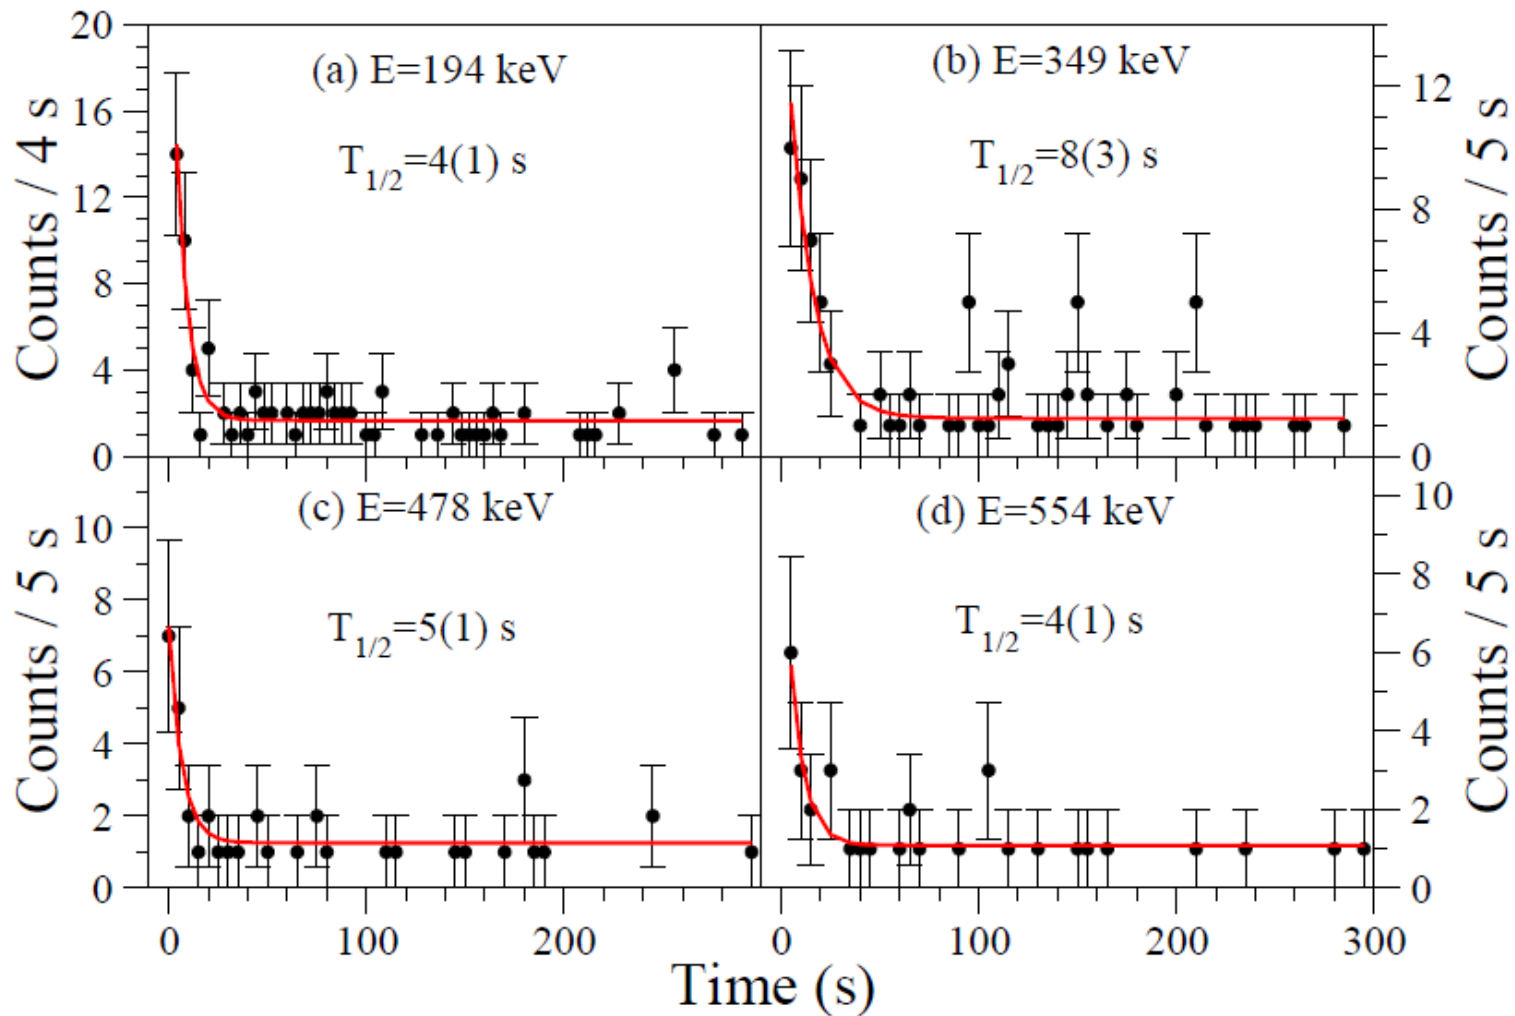 20
16
12
8
4
0
Counts / 4 s
(a) E=194 keV
T1/2=4(1) s
(b) E=349 keV
T1/2=8(3) s
12
8
4
0
Counts / 5 s
10
8
6
4
2
0
Counts / 5 s
(c) E=478 keV
T1/2=5(1) s
(d) E=554 keV
T1/2=4(1) s
10
8
6
4
2
0
Counts / 5 s
0 100 200 0 100 200 300
Time (s)